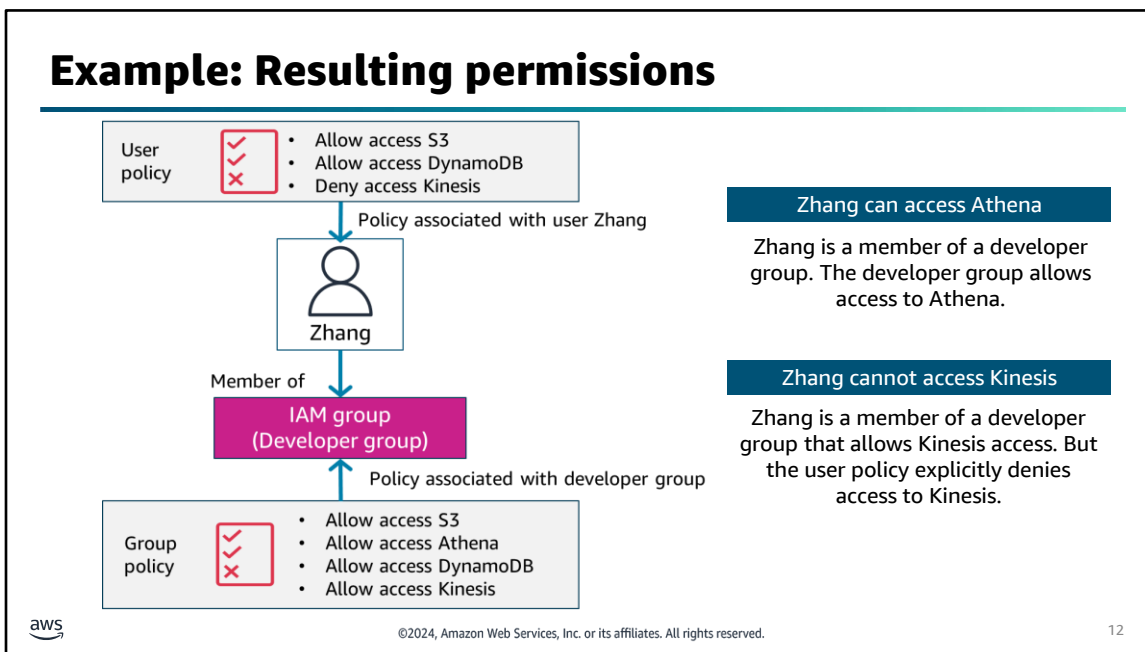 Example: Resulting permissions
User
policy
• Allow access S3
• Allow access DynamoDB
• Deny access Kinesis
Policy associated with user Zhang
Zhang
Member of
IAM group
(Developer group)
Policy associated with developer group
Group
policy
• Allow access S3
• Allow access Athena
• Allow access DynamoDB
• Allow access Kinesis
Zhang can access Athena
Zhang is a member of a developer
group. The developer group allows
access to Athena.
Zhang cannot access Kinesis
Zhang is a member of a developer
group that allows Kinesis access. But
the user policy explicitly denies
access to Kinesis.
aws
©2024, Amazon Web Services, Inc. or its affiliates. All rights reserved.
12